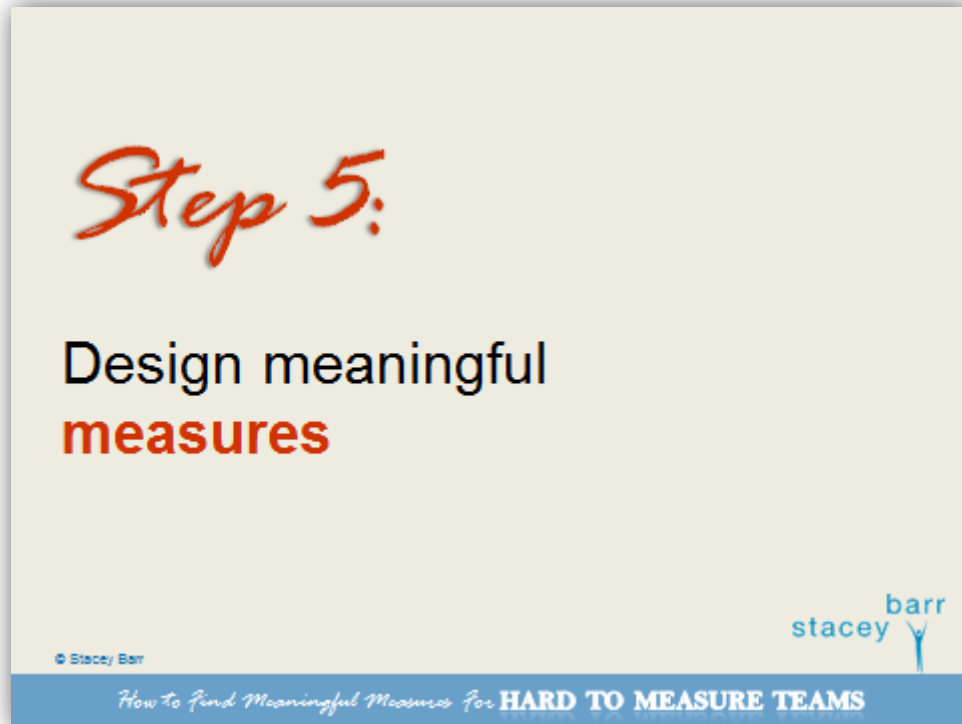 Step 5:
Design meaningful
measures
barr
stacey
© Stacey Barr
How to Find Meaningful Measures For HARD TO MEASURE TEAMS